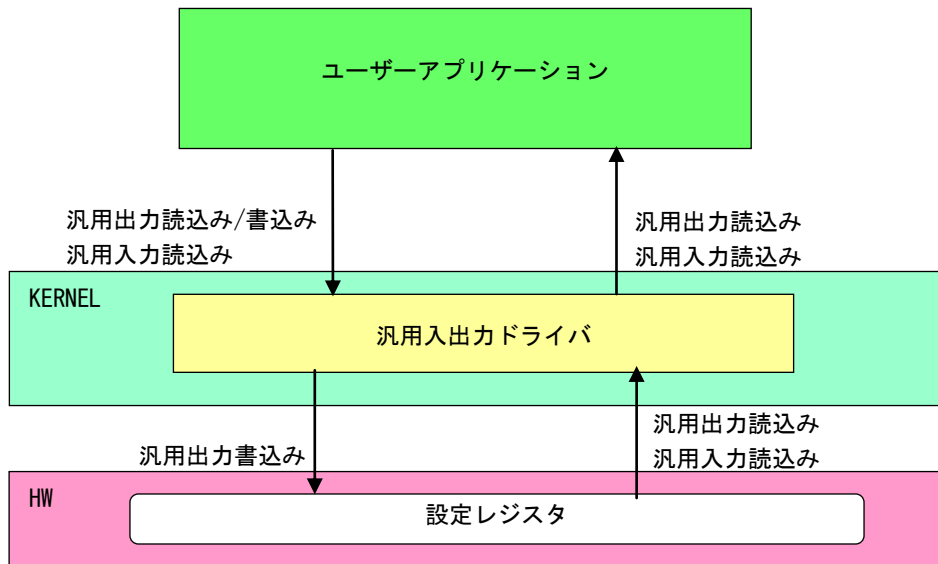 ユーザーアプリケーション
汎用出力読込み/書込み
汎用入力読込み
汎用出力読込み
汎用入力読込み
KERNEL
汎用入出力ドライバ
汎用出力書込み
汎用出力読込み
汎用入力読込み
HW
設定レジスタ